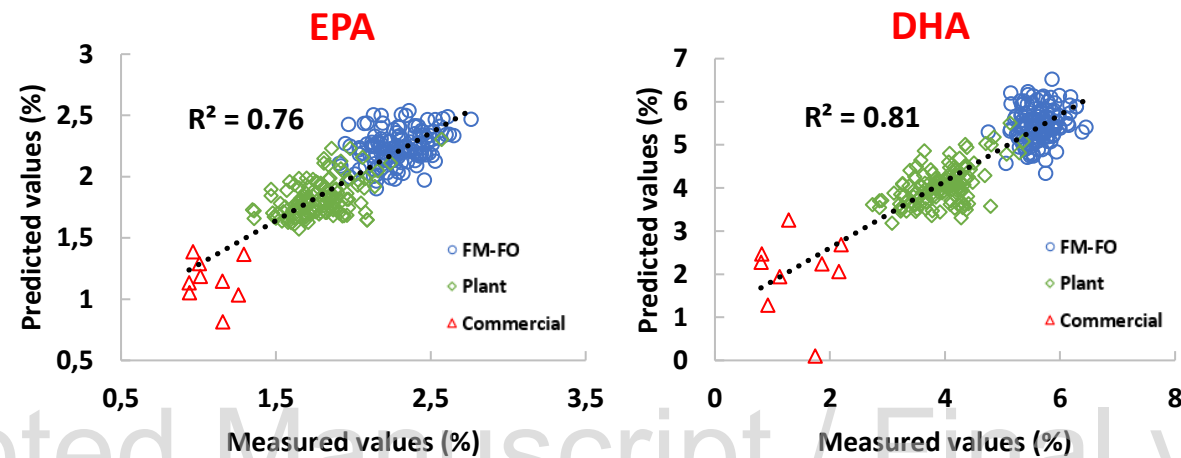 EPA
3
2,5
2
1,5
1
0,5
0,5
1,5
2,5
3,5
Predicted values (%)
Measured values (%)
R² = 0.76
FM-FO
Plant
Commercial
DHA
7
6
5
4
3
2
1
0
0
2
4
6
8
Predicted values (%)
Measured values (%)
R² = 0.81
FM-FO
Plant
Commercial
Manuscript / Final